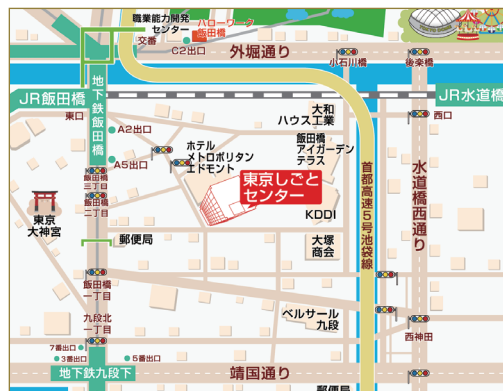 職業能力開発
センター
ハローワーク
飯田橋
交番
C2出口
外堀通り
小石川橋
後楽橋
地下鉄飯田橋
JR飯田橋
JR水道橋
東口
西口
A2出口
大和
ハウス工業
ホテル
メトロポリタン
エドモント
飯田橋
アイガーデン
テラス
A5出口
飯田橋
三丁目
飯田橋
二丁目
東京しごと
センター
首都高速5号池袋線
水道橋西通り
東京
大神宮
KDDI
郵便局
大塚
商会
飯田橋
一丁目
九段北
一丁目
ベルサール
九段
西神田
7番出口
3番出口
5番出口
地下鉄九段下
靖国通り
郵便局